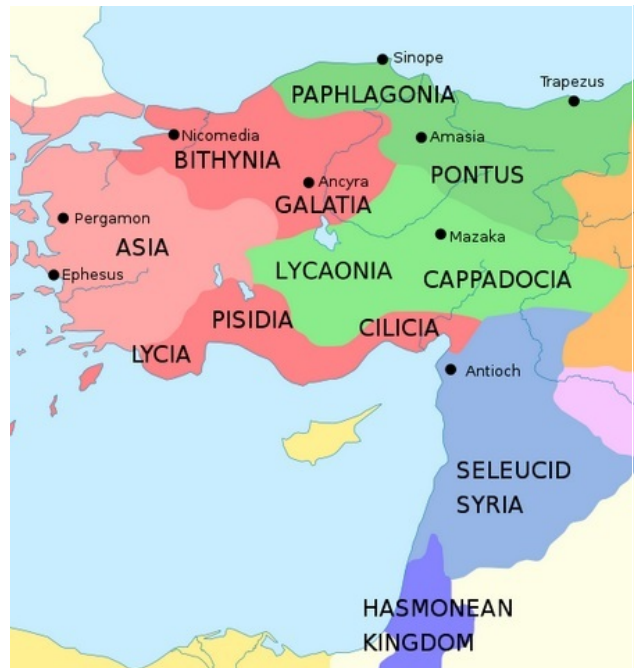 Sinope
Trapezus
PAPHLAGONIA
Nicomedia
Amasia
BITHYNIA
PONTUS
Ancyra
GALATIA
Pergamon
Mazaka
ASIA
LYCAONIA
Ephesus
CAPPADOCIA
PISIDIA
CILICIA
LYCIA
Antioch
SELEUCID
SYRIA
HASMONEAN
KINGDOM